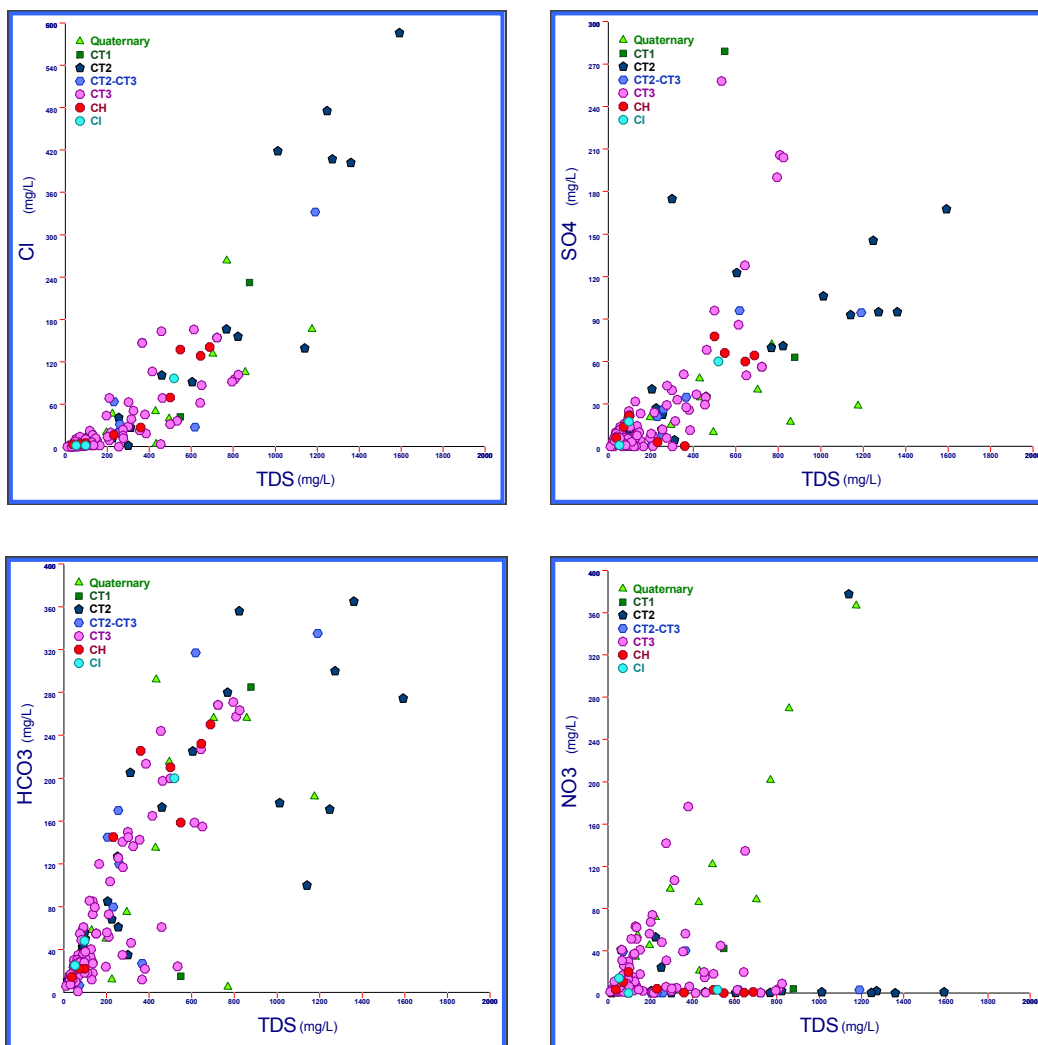 600
540
480
420
360
300
240
180
120
60
0
Cl (mg/L)
Quaternary
CT1
CT2
CT2-CT3
CT3
CH
CI
0 200 400 600 800 1000 1200 1400 1600 1800 2000
TDS (mg/L)
300
270
240
210
180
150
120
90
60
30
0
SO4 (mg/L)
Quaternary
CT1
CT2
CT2-CT3
CT3
CH
CI
0 200 400 600 800 1000 1200 1400 1600 1800 2000
TDS (mg/L)
400
360
320
280
240
200
160
120
80
40
0
HCO3 (mg/L)
Quaternary
CT1
CT2
CT2-CT3
CT3
CH
CI
0 200 400 600 800 1000 1200 1400 1600 1800 2000
TDS (mg/L)
400
360
320
280
240
200
160
120
80
40
0
NO3 (mg/L)
Quaternary
CT1
CT2
CT2-CT3
CT3
CH
CI
0 200 400 600 800 1000 1200 1400 1600 1800 2000
TDS (mg/L)